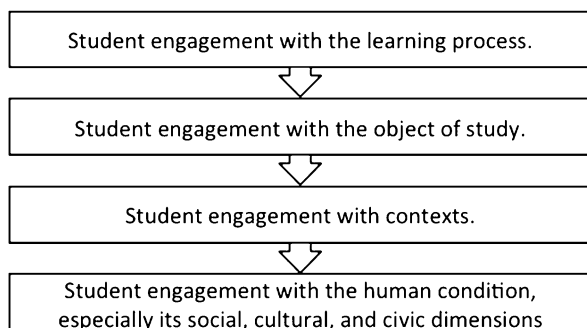 Student engagement with the learning process.
Student engagement with the object of study.
Student engagement with contexts.
Student engagement with the human condition,
especially its social, cultural, and civic dimensions